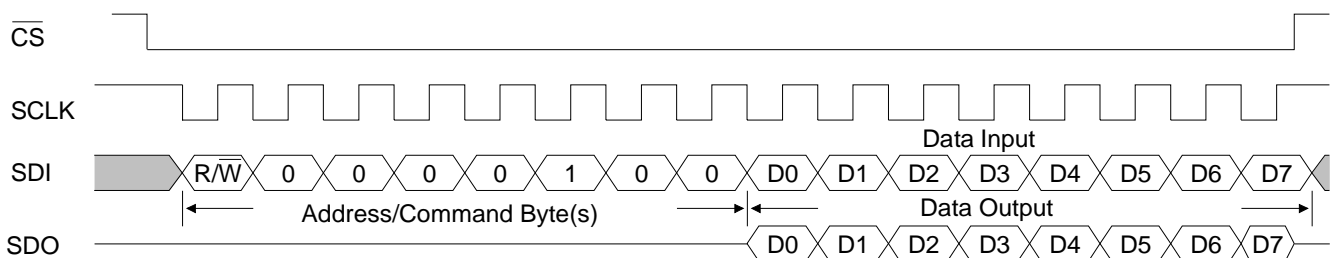 C̅S̅
SCLK
Data Input
SDI R/W̅ 0 0 0 0 1 0 0 D0 D1 D2 D3 D4 D5 D6 D7
Address/Command Byte(s) Data Output
SDO D0 D1 D2 D3 D4 D5 D6 D7